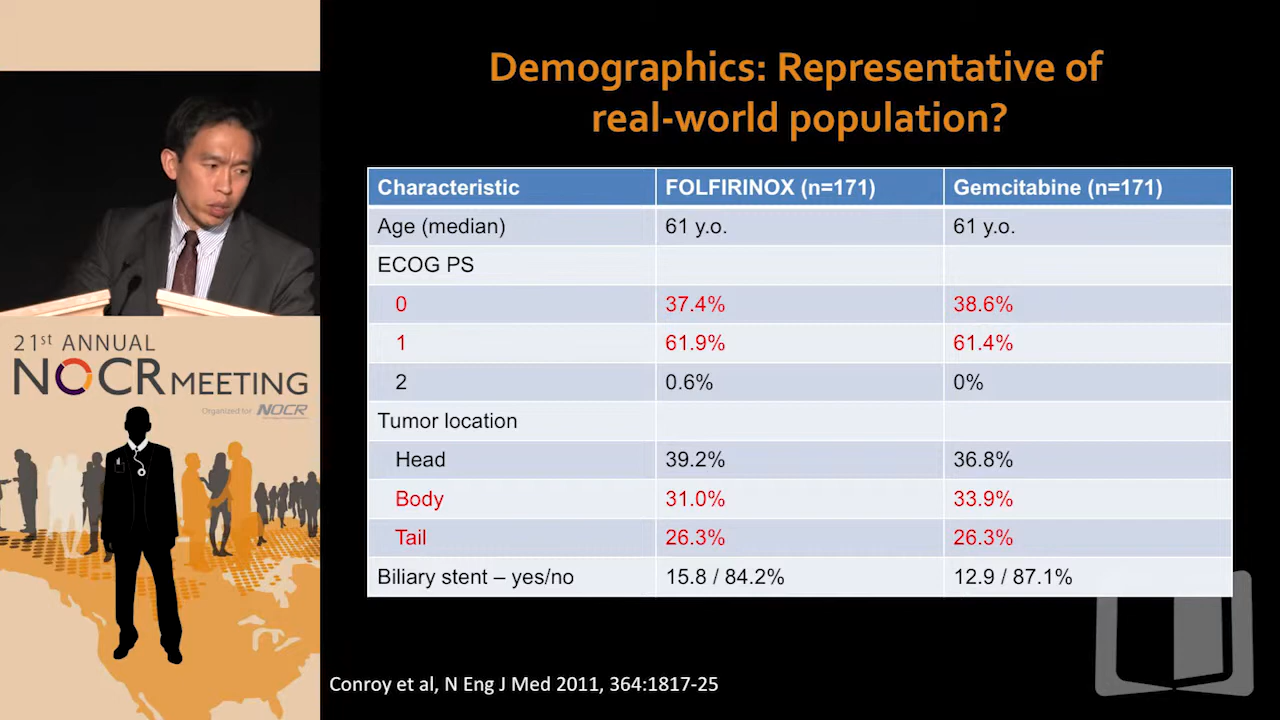 Demographics: Representative of
real-world population?
Characteristic FOLFIRINOX (n=171) Gemcitabine (n=171)
Age (median) 61 y.o. 61 y.o.
ECOG PS
0 37.4% 38.6%
1 61.9% 61.4%
2 0.6% 0%
Tumor location
Head 39.2% 36.8%
Body 31.0% 33.9%
Tail 26.3% 26.3%
Biliary stent – yes/no 15.8 / 84.2% 12.9 / 87.1%
Conroy et al, N Eng J Med 2011, 364:1817-25
21st ANNUAL
NOCR MEETING
Organized for NOCR